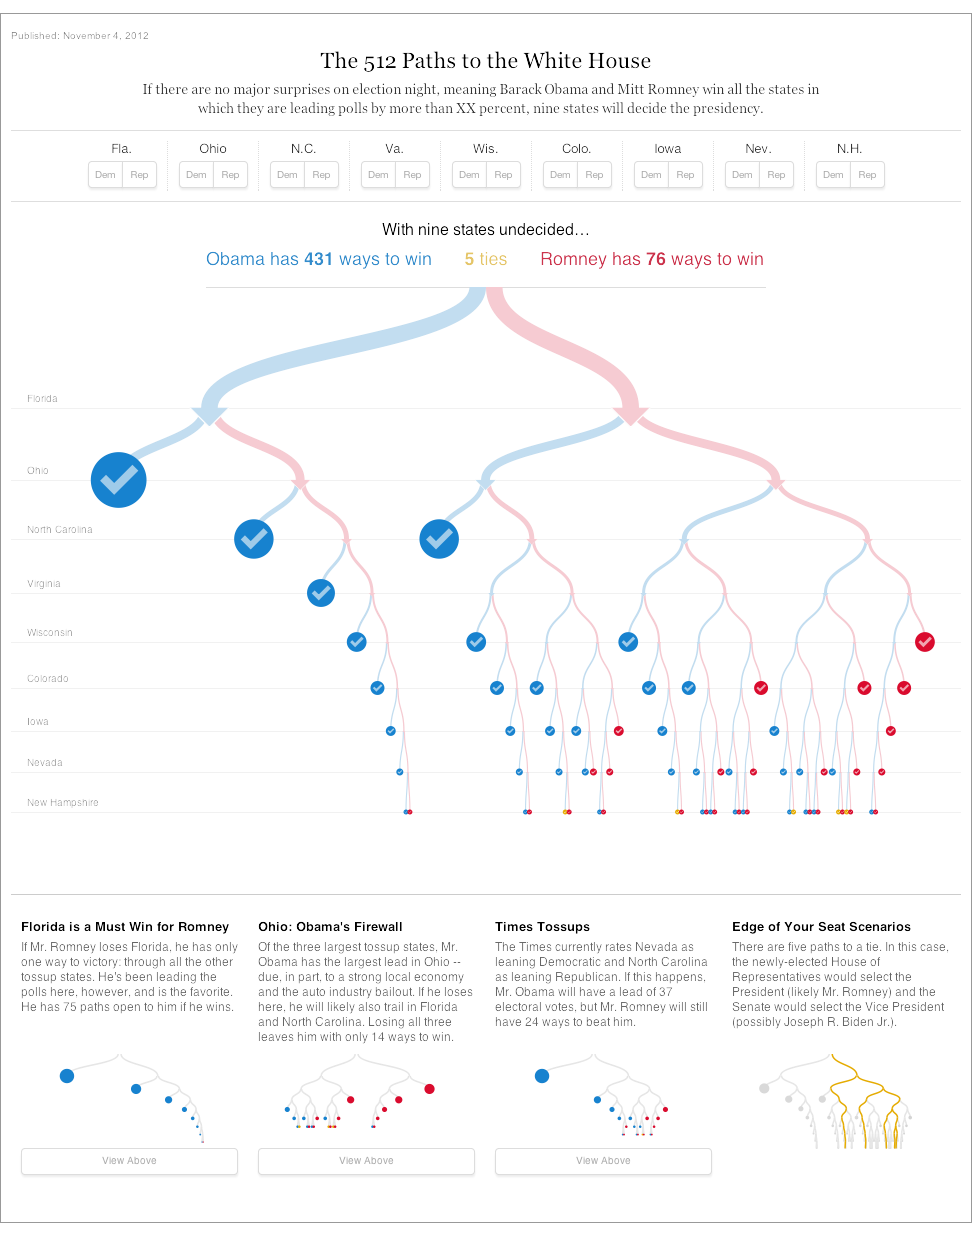 Published: November 4, 2012
The 512 Paths to the White House
If there are no major surprises on election night, meaning Barack Obama and Mitt Romney win all the states in
which they are leading polls by more than XX percent, nine states will decide the presidency.
Fla. Ohio N.C. Va. Wis. Colo. Iowa Nev. N.H.
Dem Rep Dem Rep Dem Rep Dem Rep Dem Rep Dem Rep Dem Rep Dem Rep Dem Rep
With nine states undecided...
Obama has 431 ways to win 5 ties Romney has 76 ways to win
Florida
Ohio
North Carolina
Virginia
Wisconsin
Colorado
Iowa
Nevada
New Hampshire
Florida is a Must Win for Romney
If Mr. Romney loses Florida, he has only
one way to victory: through all the other
tossup states. He's been leading the
polls here, however, and is the favorite.
He has 75 paths open to him if he wins.
View Above
Ohio: Obama's Firewall
Of the three largest tossup states, Mr.
Obama has the largest lead in Ohio --
due, in part, to a strong local economy
and the auto industry bailout. If he loses
here, he will likely also trail in Florida
and North Carolina. Losing all three
leaves him with only 14 ways to win.
View Above
Times Tossups
The Times currently rates Nevada as
leaning Democratic and North Carolina
as leaning Republican. If this happens,
Mr. Obama will have a lead of 37
electoral votes, but Mr. Romney will still
have 24 ways to beat him.
View Above
Edge of Your Seat Scenarios
There are five paths to a tie. In this case,
the newly-elected House of
Representatives would select the
President (likely Mr. Romney) and the
Senate would select the Vice President
(possibly Joseph R. Biden Jr.).